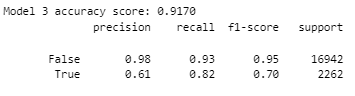 Model 3 accuracy score: 0.9170
precision recall f1-score support
False 0.98 0.93 0.95 16942
True 0.61 0.82 0.70 2262